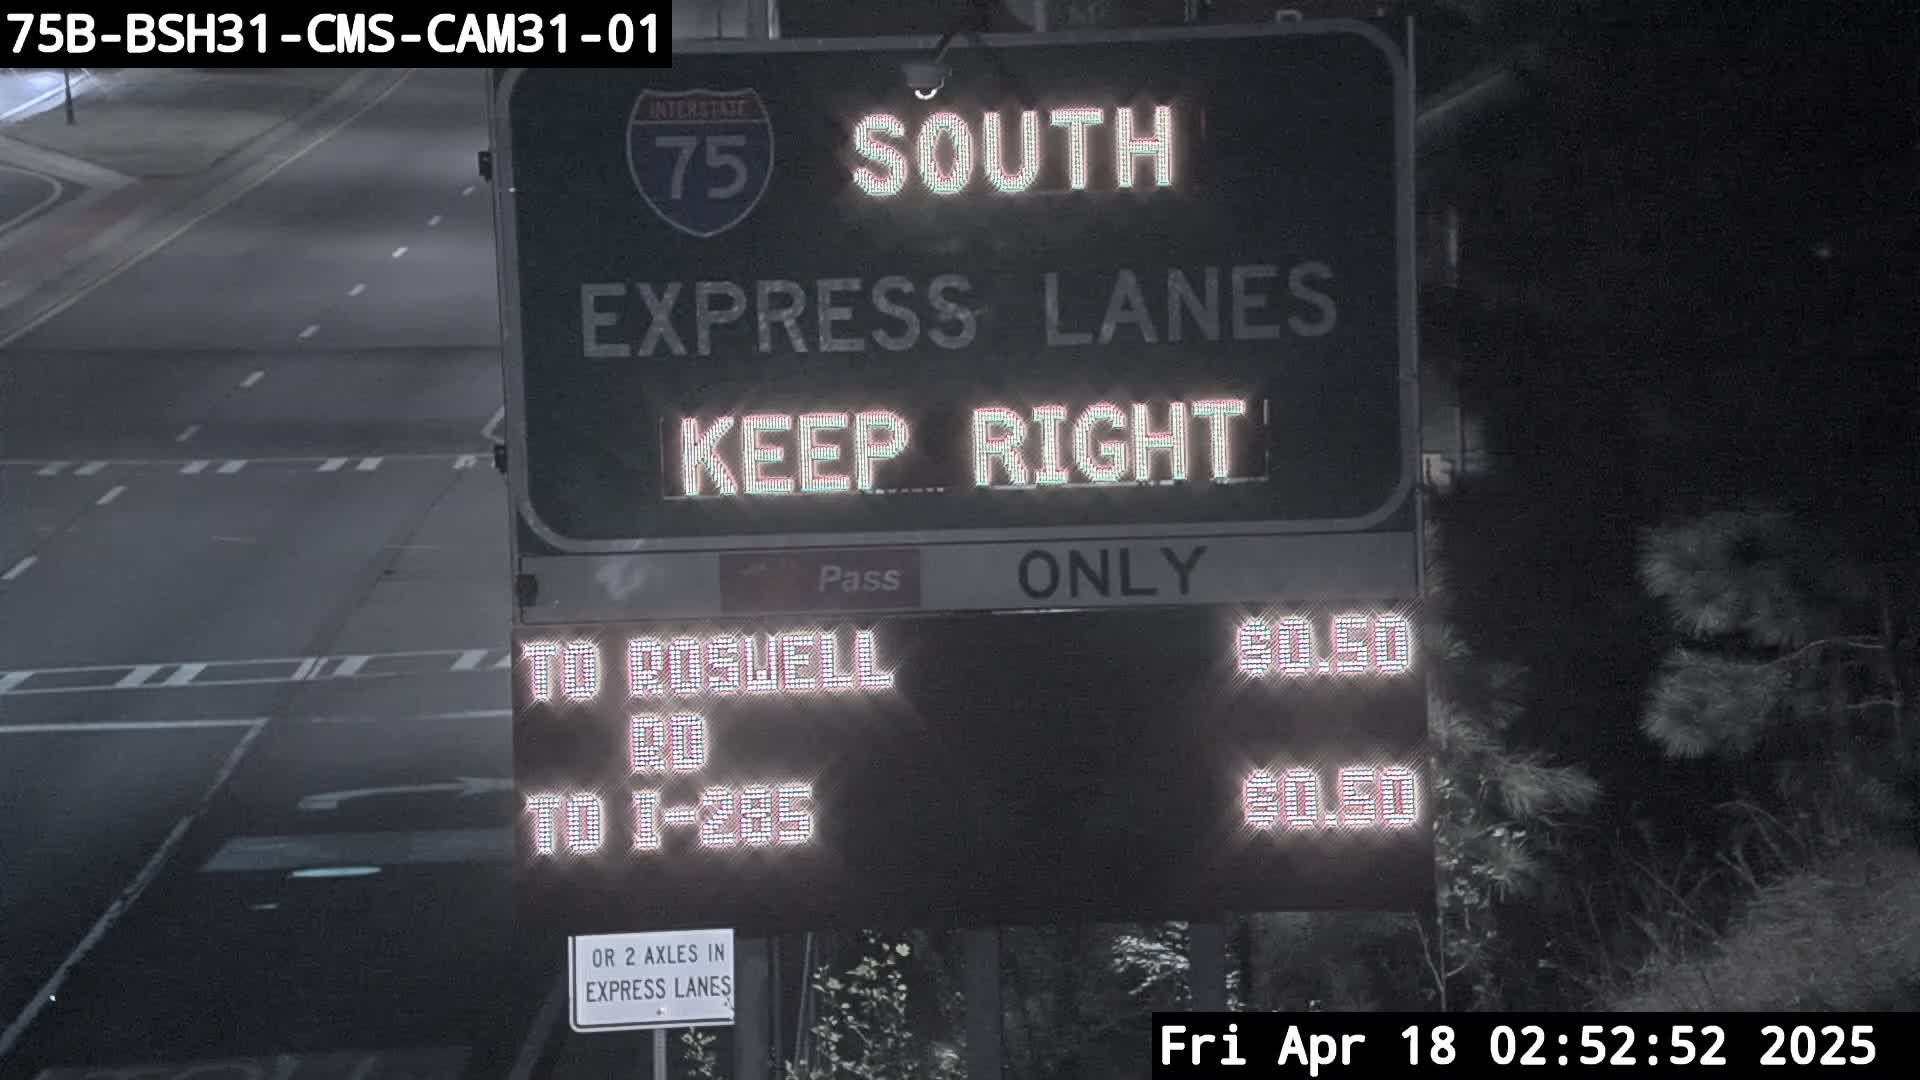 75B-BSH31-CMS-CAM31-01
INTERSTATE
75
SOUTH
EXPRESS LANES
KEEP RIGHT
Pass
ONLY
TO ROSWELL $0.50
RD
TO I-285 $0.50
OR 2 AXLES IN
EXPRESS LANES
Fri Apr 18 02:52:52 2025